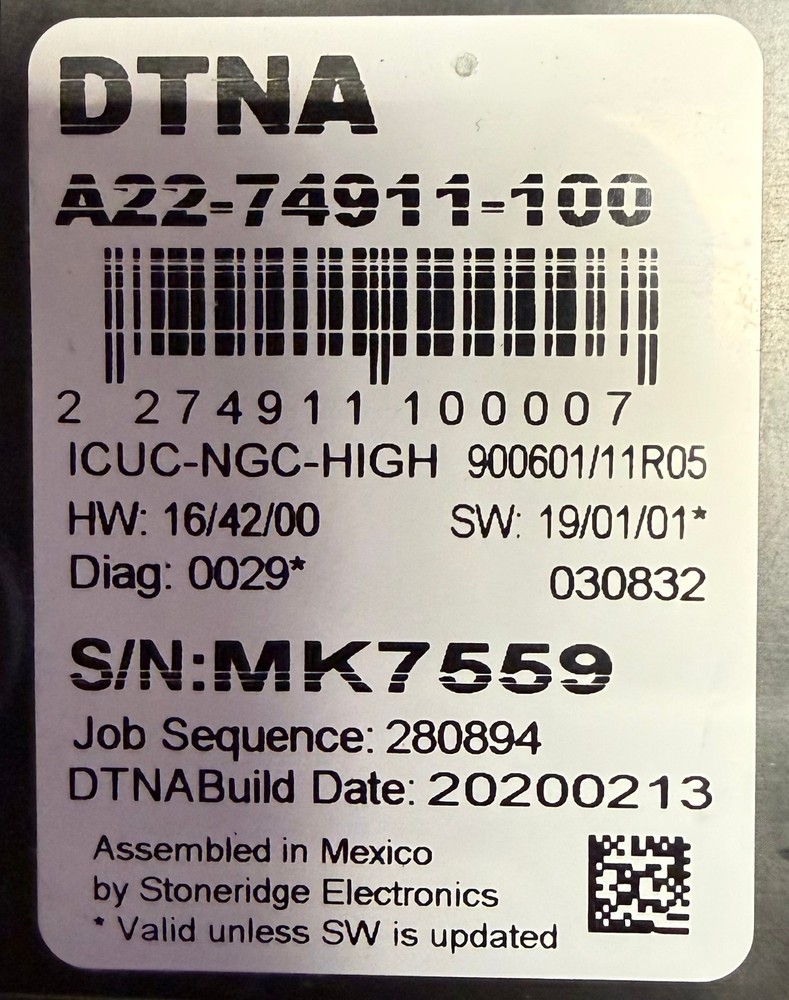 DTNA
A22-74911-100
2 274911 100007
ICUC-NGC-HIGH 900601/11R05
HW: 16/42/00 SW: 19/01/01*
Diag: 0029* 030832
S/N:MK7559
Job Sequence: 280894
DTNABuild Date: 20200213
Assembled in Mexico
by Stoneridge Electronics
* Valid unless SW is updated